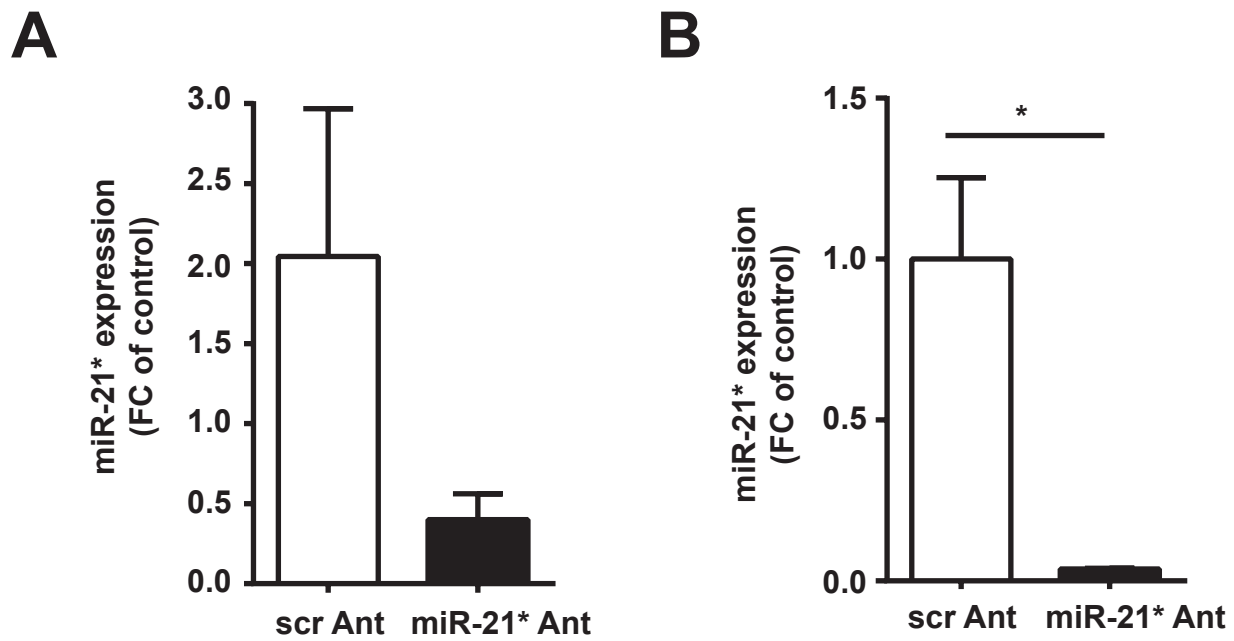 A
miR-21* expression
(FC of control)
3.0
2.5
2.0
1.5
1.0
0.5
0.0
scr Ant miR-21* Ant
B
miR-21* expression
(FC of control)
1.5
1.0
0.5
0.0
*
scr Ant miR-21* Ant